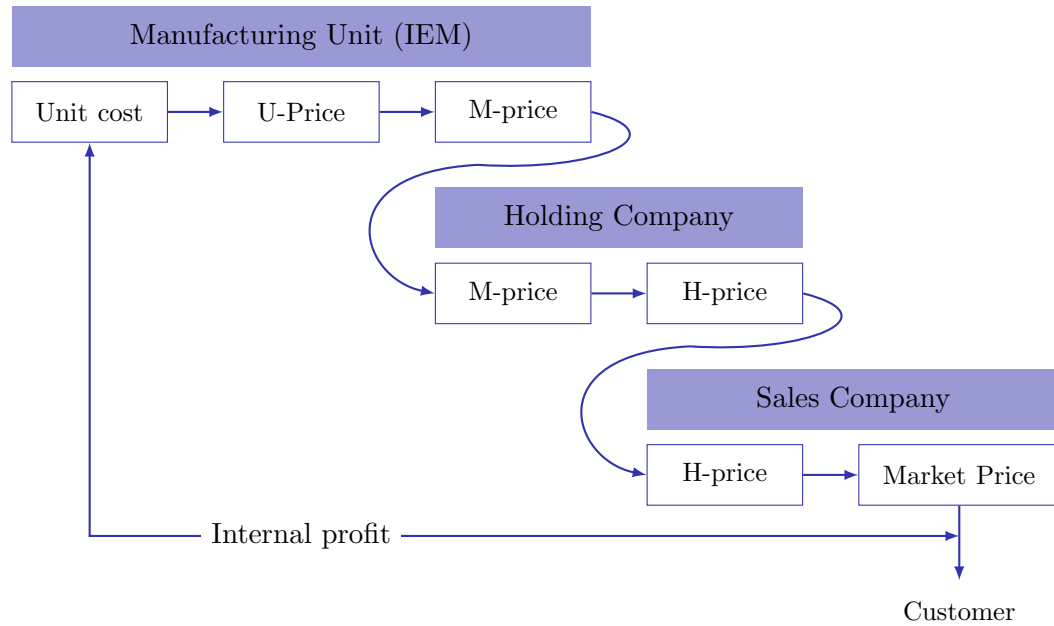 Manufacturing Unit (IEM)
Unit cost
U-Price
M-price
Holding Company
M-price
H-price
Sales Company
H-price
Market Price
Internal profit
Customer